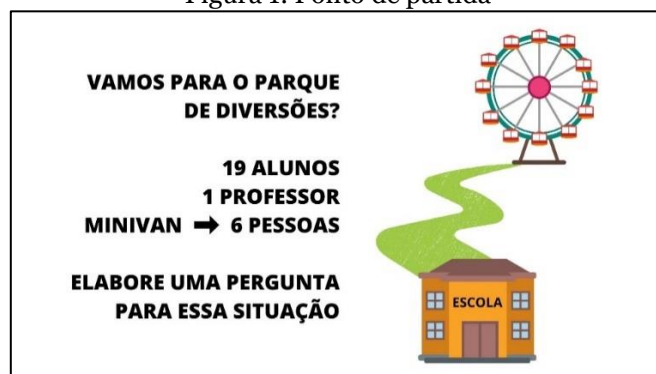 Figura 1: Ponto de partida
VAMOS PARA O PARQUE
DE DIVERSÕES?
19 ALUNOS
1 PROFESSOR
MINIVAN ➡ 6 PESSOAS
ELABORE UMA PERGUNTA
PARA ESSA SITUAÇÃO
ESCOLA